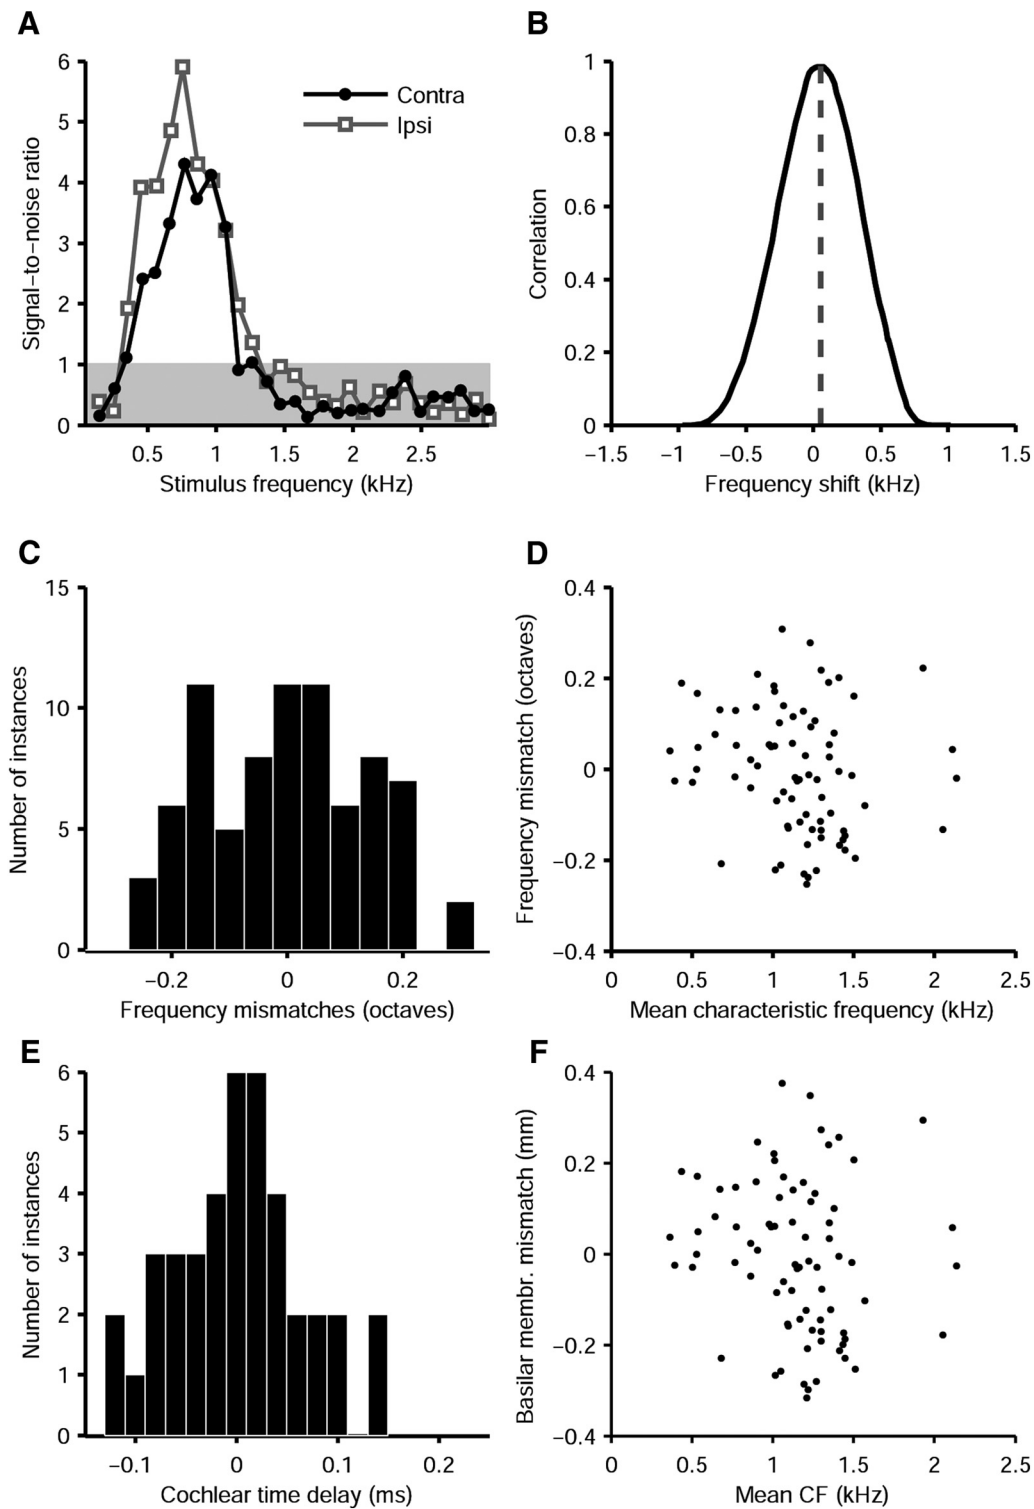 A
B
6
5
4
3
2
1
0
Signal−to−noise ratio
Contra
Ipsi
0.5 1 1.5 2 2.5
Stimulus frequency (kHz)
1
0.8
0.6
0.4
0.2
0
Correlation
−1.5 −1 −0.5 0 0.5 1 1.5
Frequency shift (kHz)
C
D
15
10
5
0
Number of instances
−0.2 0 0.2
Frequency mismatches (octaves)
0.4
0.2
0
−0.2
−0.4
Frequency mismatch (octaves)
0 0.5 1 1.5 2 2.5
Mean characteristic frequency (kHz)
E
F
6
5
4
3
2
1
0
Number of instances
−0.1 0 0.1 0.2
Cochlear time delay (ms)
0.4
0.2
0
−0.2
−0.4
Basilar membr. mismatch (mm)
0 0.5 1 1.5 2 2.5
Mean CF (kHz)